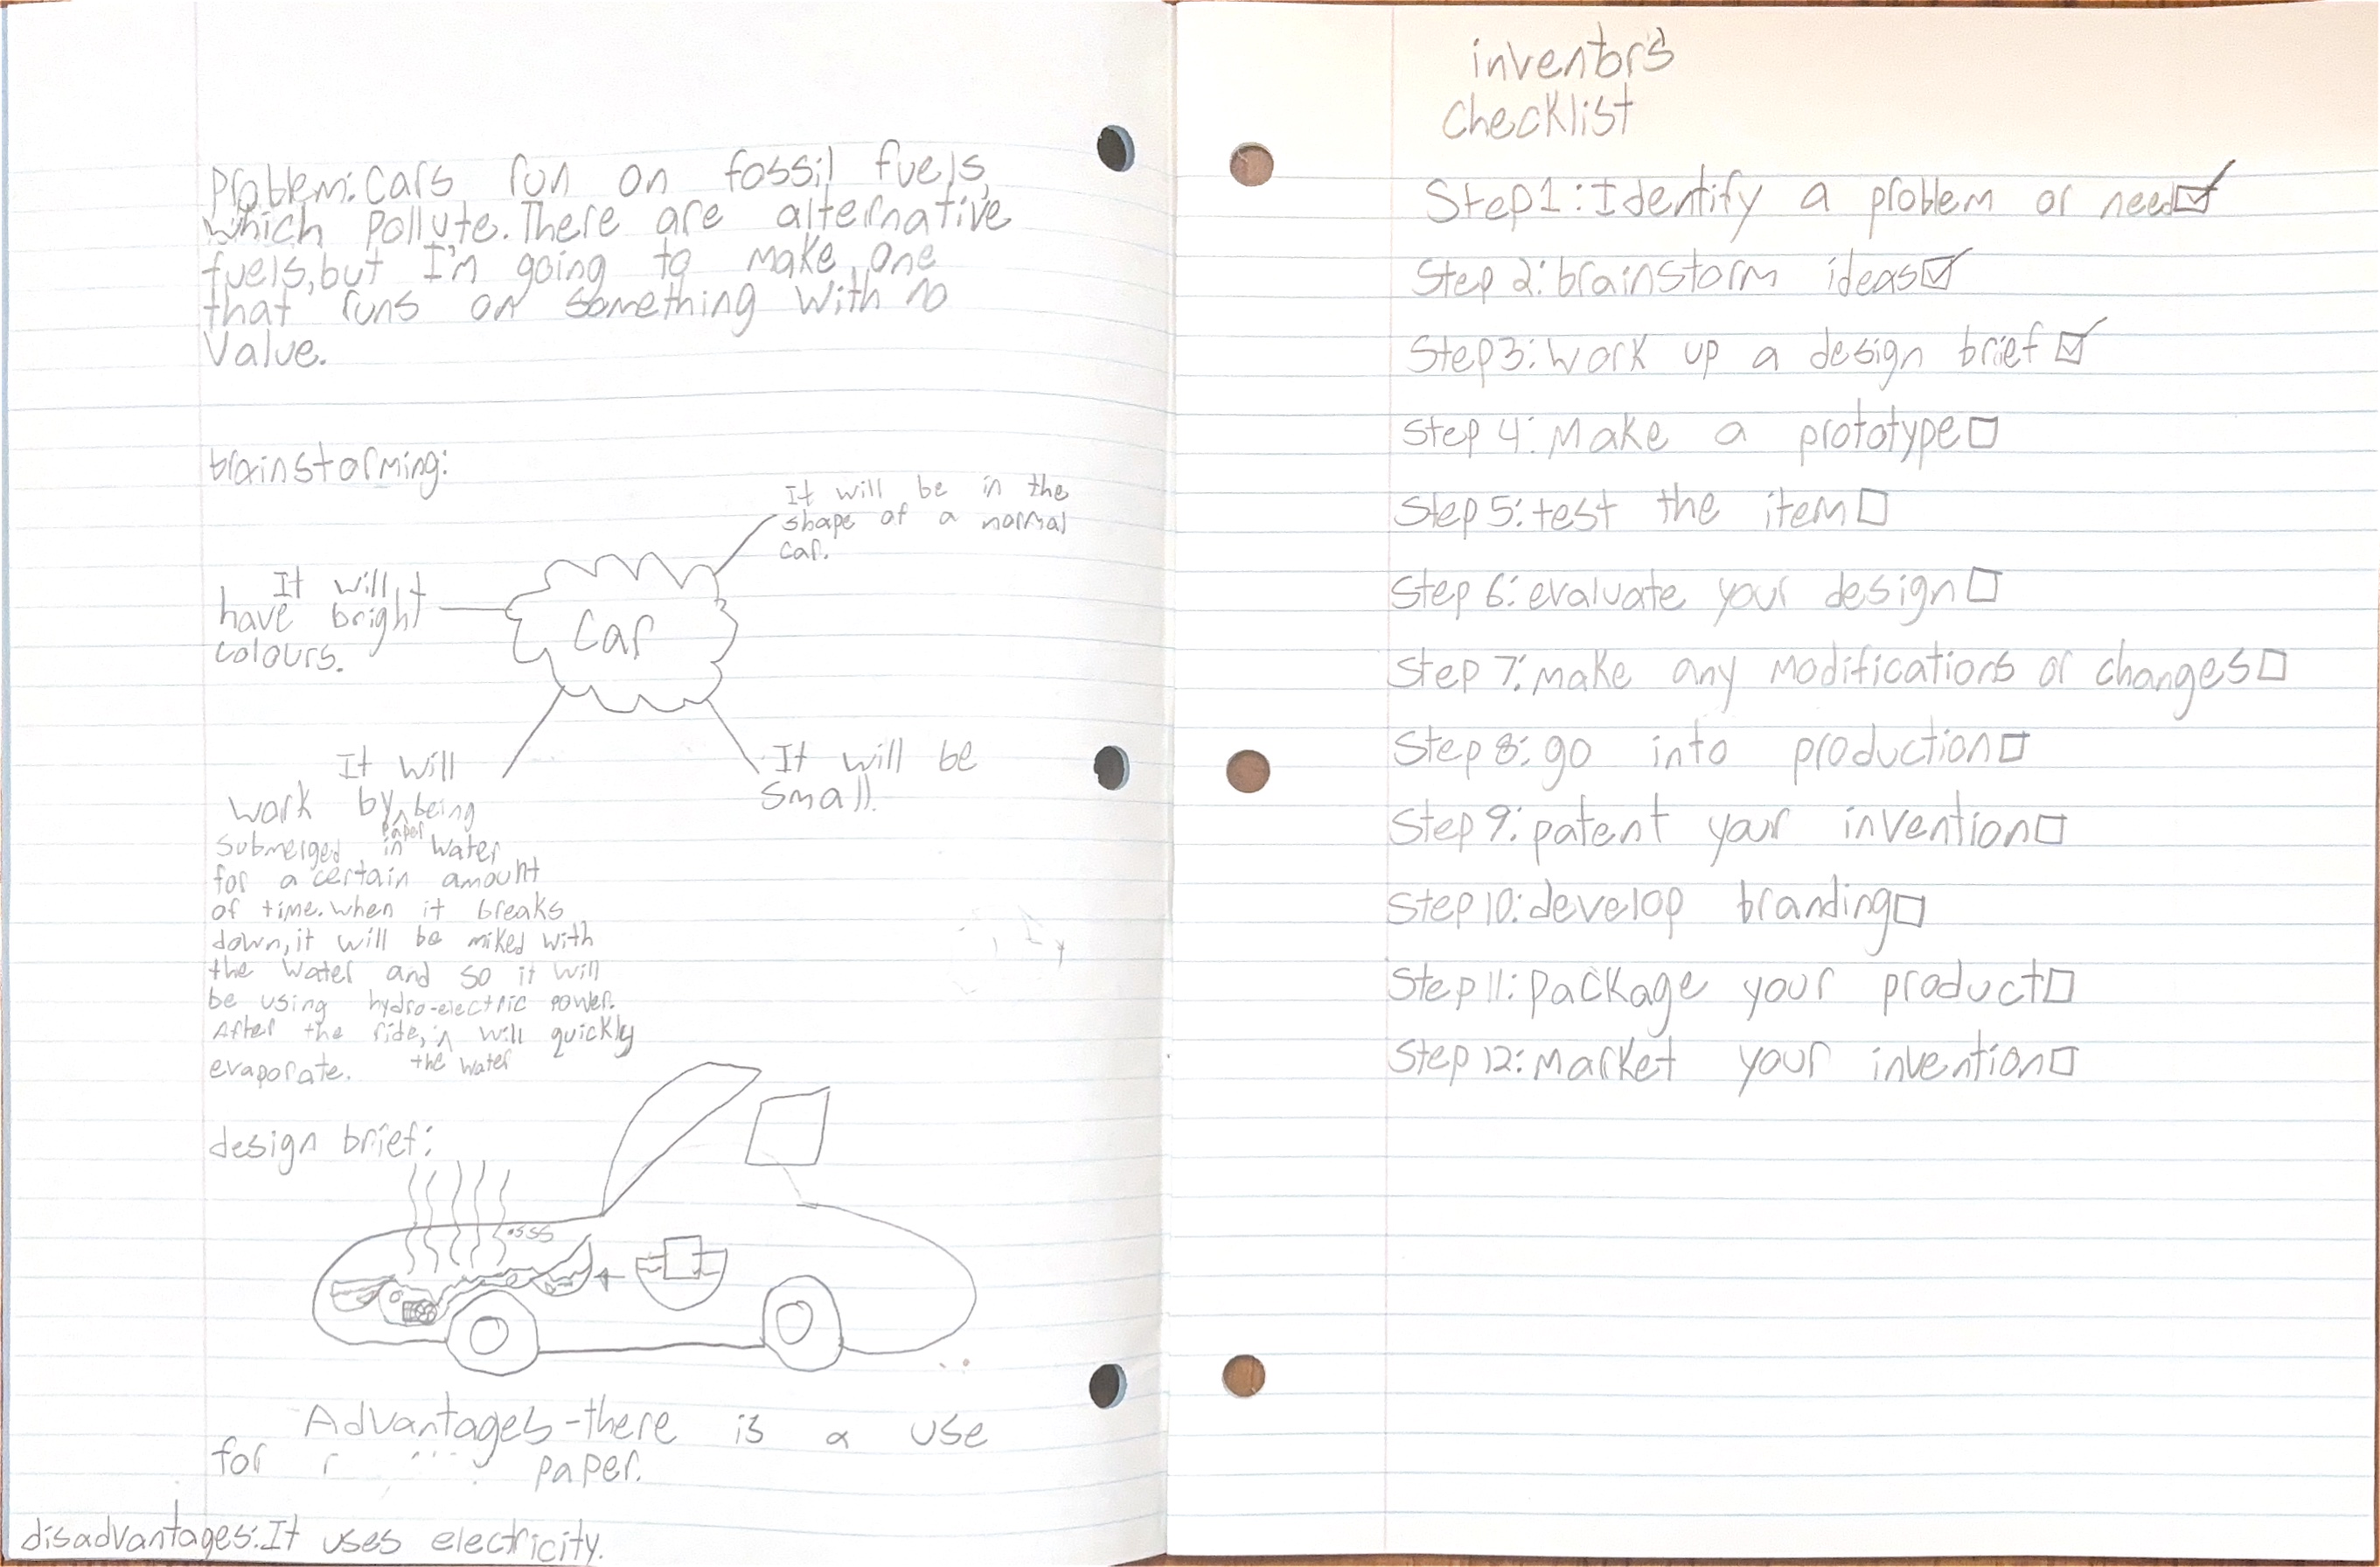 Problem: Cars run on fossil fuels,
which pollute. There are alternative
fuels, but I'm going to make one
that runs on something with no
value.
brainstorming:
It will be in the
shape of a normal
car.
It will
have bright
colours.
Car
It will
work by being
paper
submerged in water
for a certain amount
of time. when it breaks
down, it will be miked with
the water and so it will
be using hydro-electric power.
After the ride, will quickly
the water
evaporate.
It will be
small.
design brief:
Advantages - there is a use
for paper.
disadvantages: It uses electricity.
inventor's
checklist
Step 1: Identify a problem or need ☑
Step 2: brainstorm ideas ☑
Step 3: work up a design brief ☑
Step 4: Make a prototype ☐
Step 5: test the item ☐
Step 6: evaluate your design ☐
Step 7: make any modifications or changes ☐
Step 8: go into production ☐
Step 9: patent your invention ☐
Step 10: develop branding ☐
Step 11: package your product ☐
Step 12: market your invention ☐